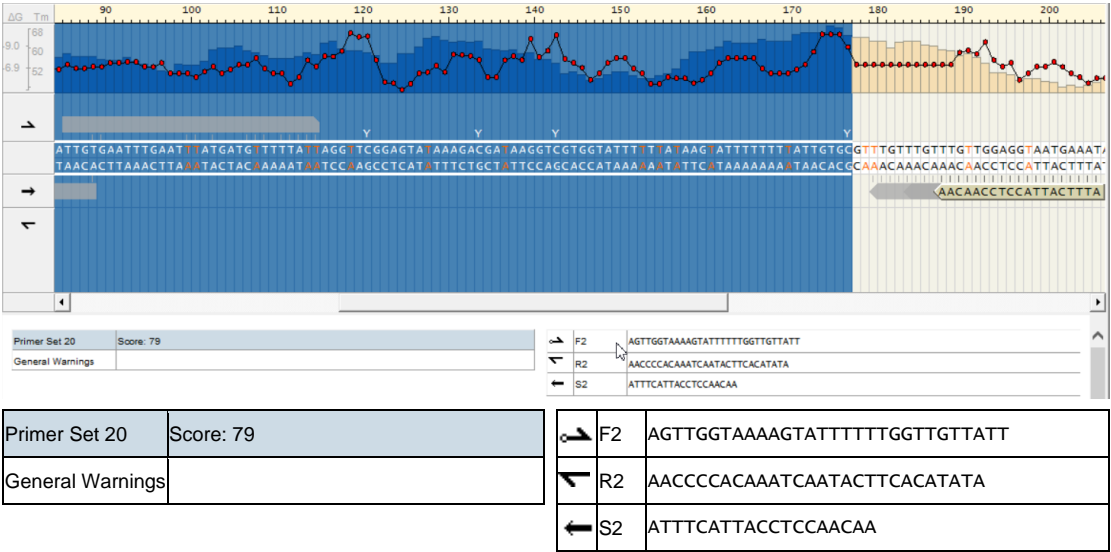 ΔG Tm
90 100 110 120 130 140 150 160 170 180 190 200
68
-9.0 60
-6.9 52
Y Y Y Y
ATTGTGAATTTGAATTTATGATGTTTTTATTAGGTTCGGAGTATAAAGACGATAAGGTCGTGGTATTTTTTATAAGTATTTTTTTTATTGTGCGTTTGTTTGTTTGTTGGAGGTAATGAAAT
TAACACTTAAACTTAAATACTACAAAAATAATCCAAGCCTCATATTTCTGCTATTCCAGCACCATAAAAAATATTCATAAAAAAAATAACACGCAAACAAACAAACAACCTCCATTACTTTA
AACAACCTCCATTACTTTA
Primer Set 20 Score: 79
General Warnings
F2 AGTTGGTAAAAGTATTTTTTGGTTGTTATT
R2 AACCCCACAAATCAATACTTCACATATA
S2 ATTTCATTACCTCCAACAA
Primer Set 20 Score: 79
General Warnings
F2 AGTTGGTAAAAGTATTTTTTGGTTGTTATT
R2 AACCCCACAAATCAATACTTCACATATA
S2 ATTTCATTACCTCCAACAA